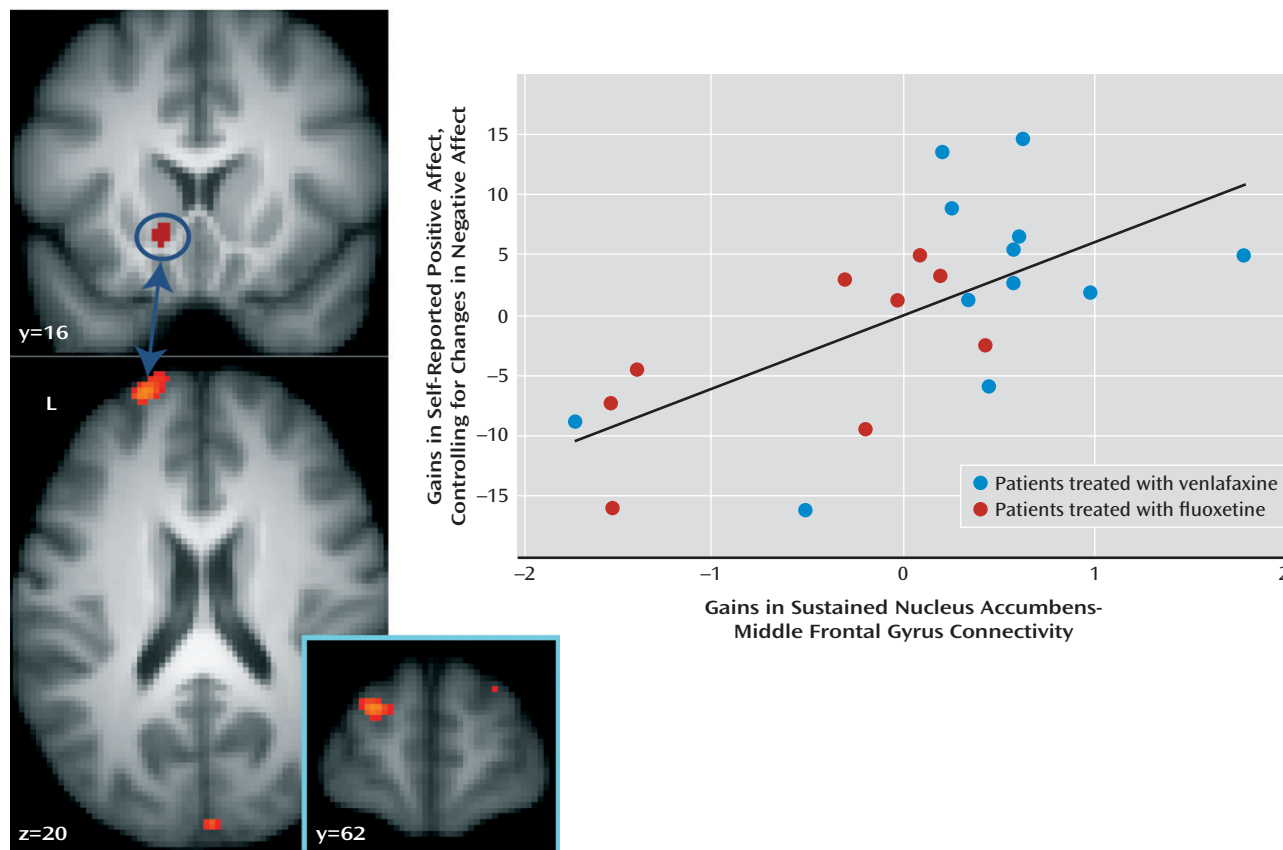 y=16
L
z=20
y=62
Gains in Self-Reported Positive Affect,
Controlling for Changes in Negative Affect
15
10
5
0
−5
−10
−15
−2
−1
0
1
2
Patients treated with venlafaxine
Patients treated with fluoxetine
Gains in Sustained Nucleus Accumbens-
Middle Frontal Gyrus Connectivity